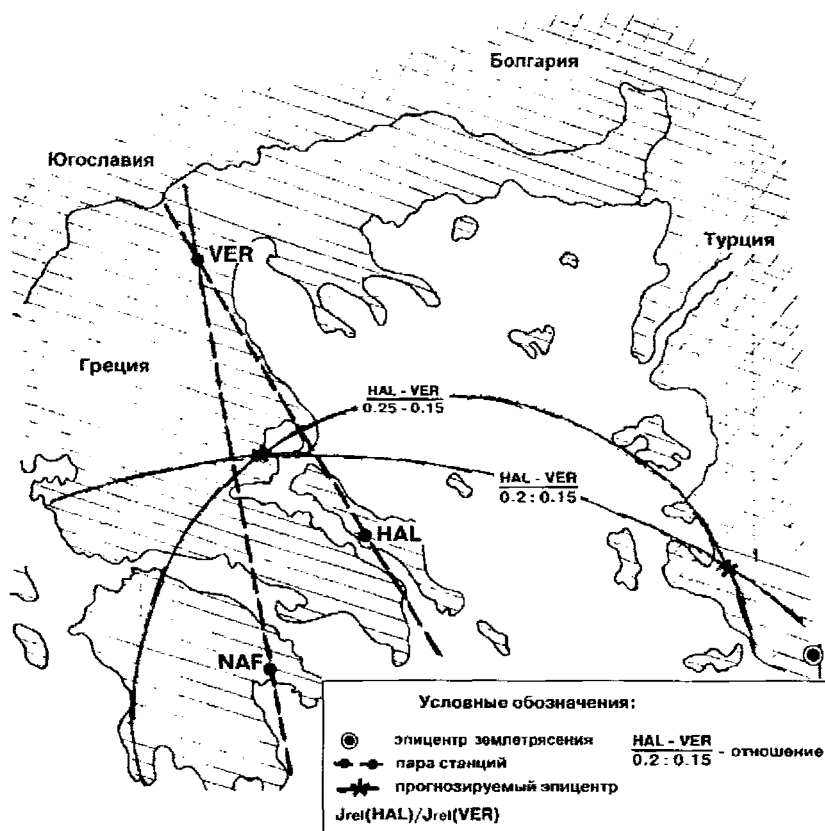 Болгария
Югославия
VER
Турция
Греция
HAL - VER
0.25 - 0.15
HAL - VER
0.2 : 0.15
HAL
NAF
Условные обозначения:
эпицентр землетрясения
HAL - VER
0.2 : 0.15 - отношение
пара станций
прогнозируемый эпицентр
Jrel(HAL)/Jrel(VER)